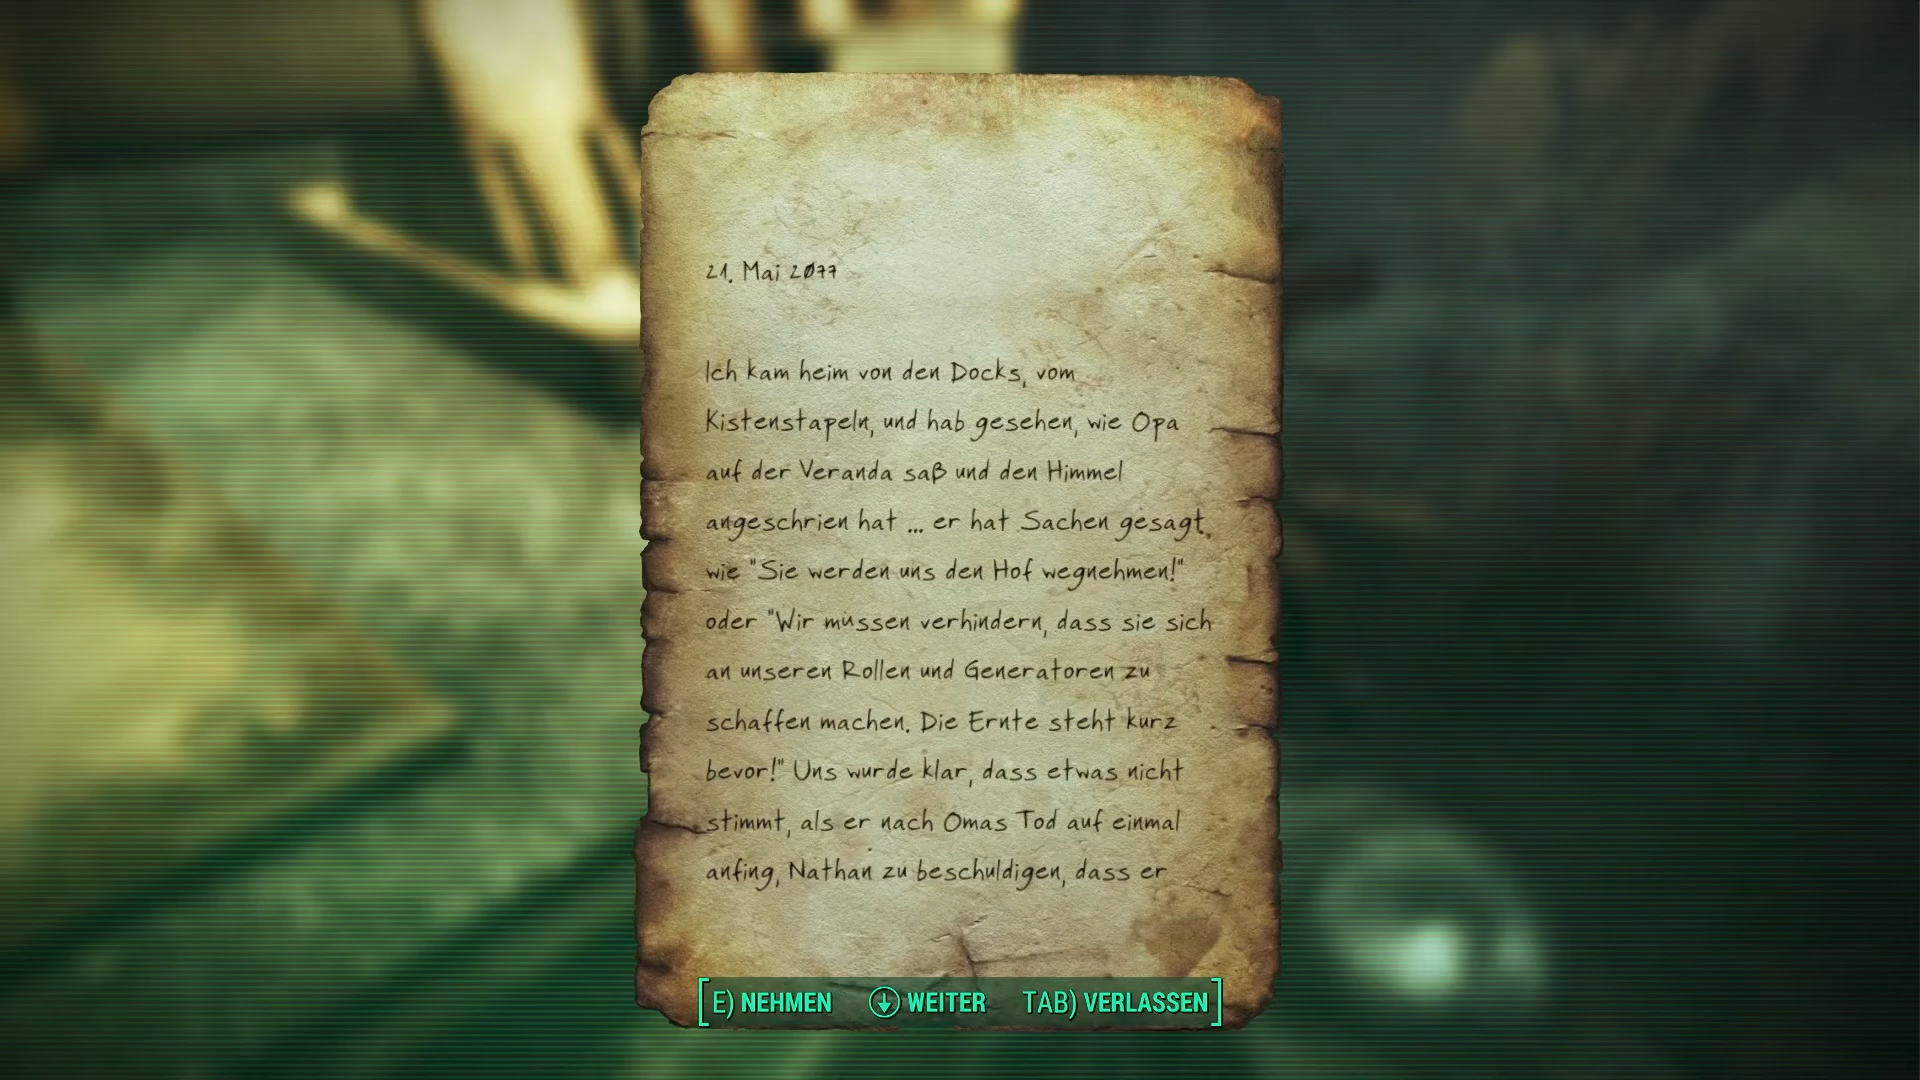 21. Mai 2077
Ich kam heim von den Docks, vom
Kistenstapeln, und hab gesehen, wie Opa
auf der Veranda saß und den Himmel
angeschrien hat ... er hat Sachen gesagt,
wie "Sie werden uns den Hof wegnehmen!"
oder "Wir mussen verhindern, dass sie sich
an unseren Rollen und Generatoren zu
schaffen machen. Die Ernte steht kurz
bevor!" Uns wurde klar, dass etwas nicht
stimmt, als er nach Omas Tod auf einmal
anfing, Nathan zu beschuldigen, dass er
E) NEHMEN WEITER TAB) VERLASSEN